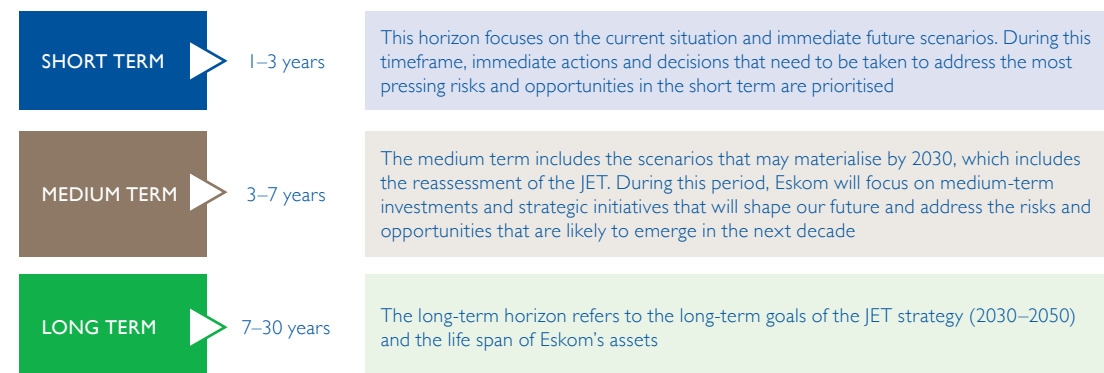 SHORT TERM
1–3 years
This horizon focuses on the current situation and immediate future scenarios. During this
timeframe, immediate actions and decisions that need to be taken to address the most
pressing risks and opportunities in the short term are prioritised
MEDIUM TERM
3–7 years
The medium term includes the scenarios that may materialise by 2030, which includes
the reassessment of the JET. During this period, Eskom will focus on medium-term
investments and strategic initiatives that will shape our future and address the risks and
opportunities that are likely to emerge in the next decade
LONG TERM
7–30 years
The long-term horizon refers to the long-term goals of the JET strategy (2030–2050)
and the life span of Eskom's assets